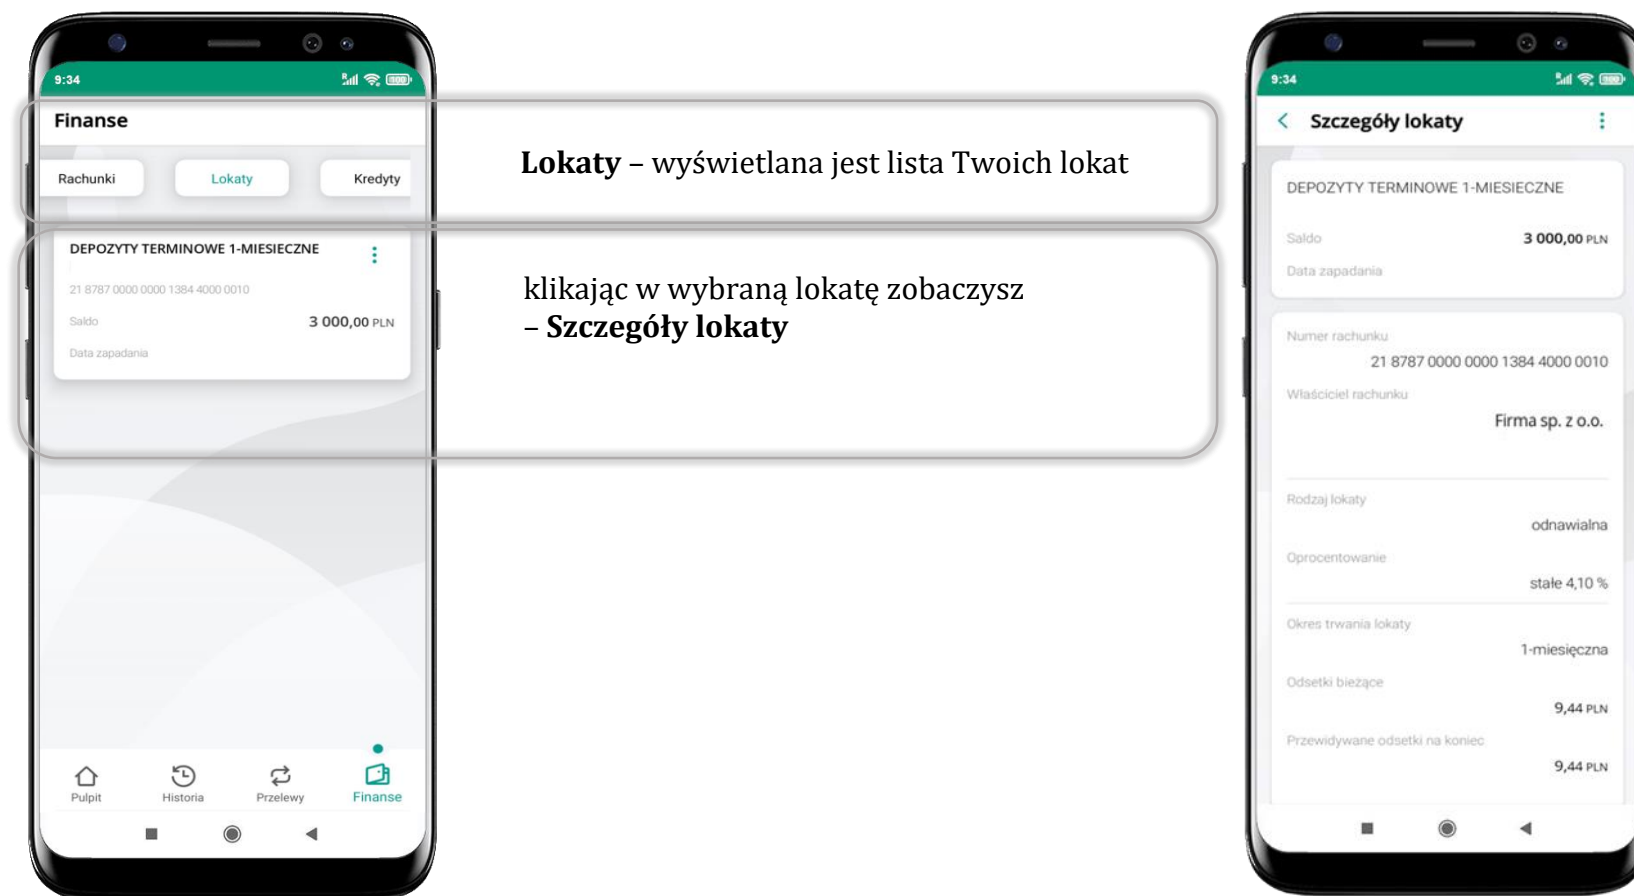 9:34
Finanse
Rachunki
Lokaty
Kredyty
DEPOZYTY TERMINOWE 1-MIESIECZNE
21 8787 0000 0000 1384 4000 0010
Saldo 3 000,00 PLN
Data zapadania
Pulpit
Historia
Przelewy
Finanse
Lokaty – wyświetlana jest lista Twoich lokat
klikając w wybraną lokatę zobaczysz
– Szczegóły lokaty
9:34
Szczegóły lokaty
DEPOZYTY TERMINOWE 1-MIESIECZNE
Saldo 3 000,00 PLN
Data zapadania
Numer rachunku
21 8787 0000 0000 1384 4000 0010
Właściciel rachunku
Firma sp. z o.o.
Rodzaj lokaty
odnawialna
Oprocentowanie
stałe 4,10 %
Okres trwania lokaty
1-miesięczna
Odsetki bieżące
9,44 PLN
Przewidywane odsetki na koniec
9,44 PLN